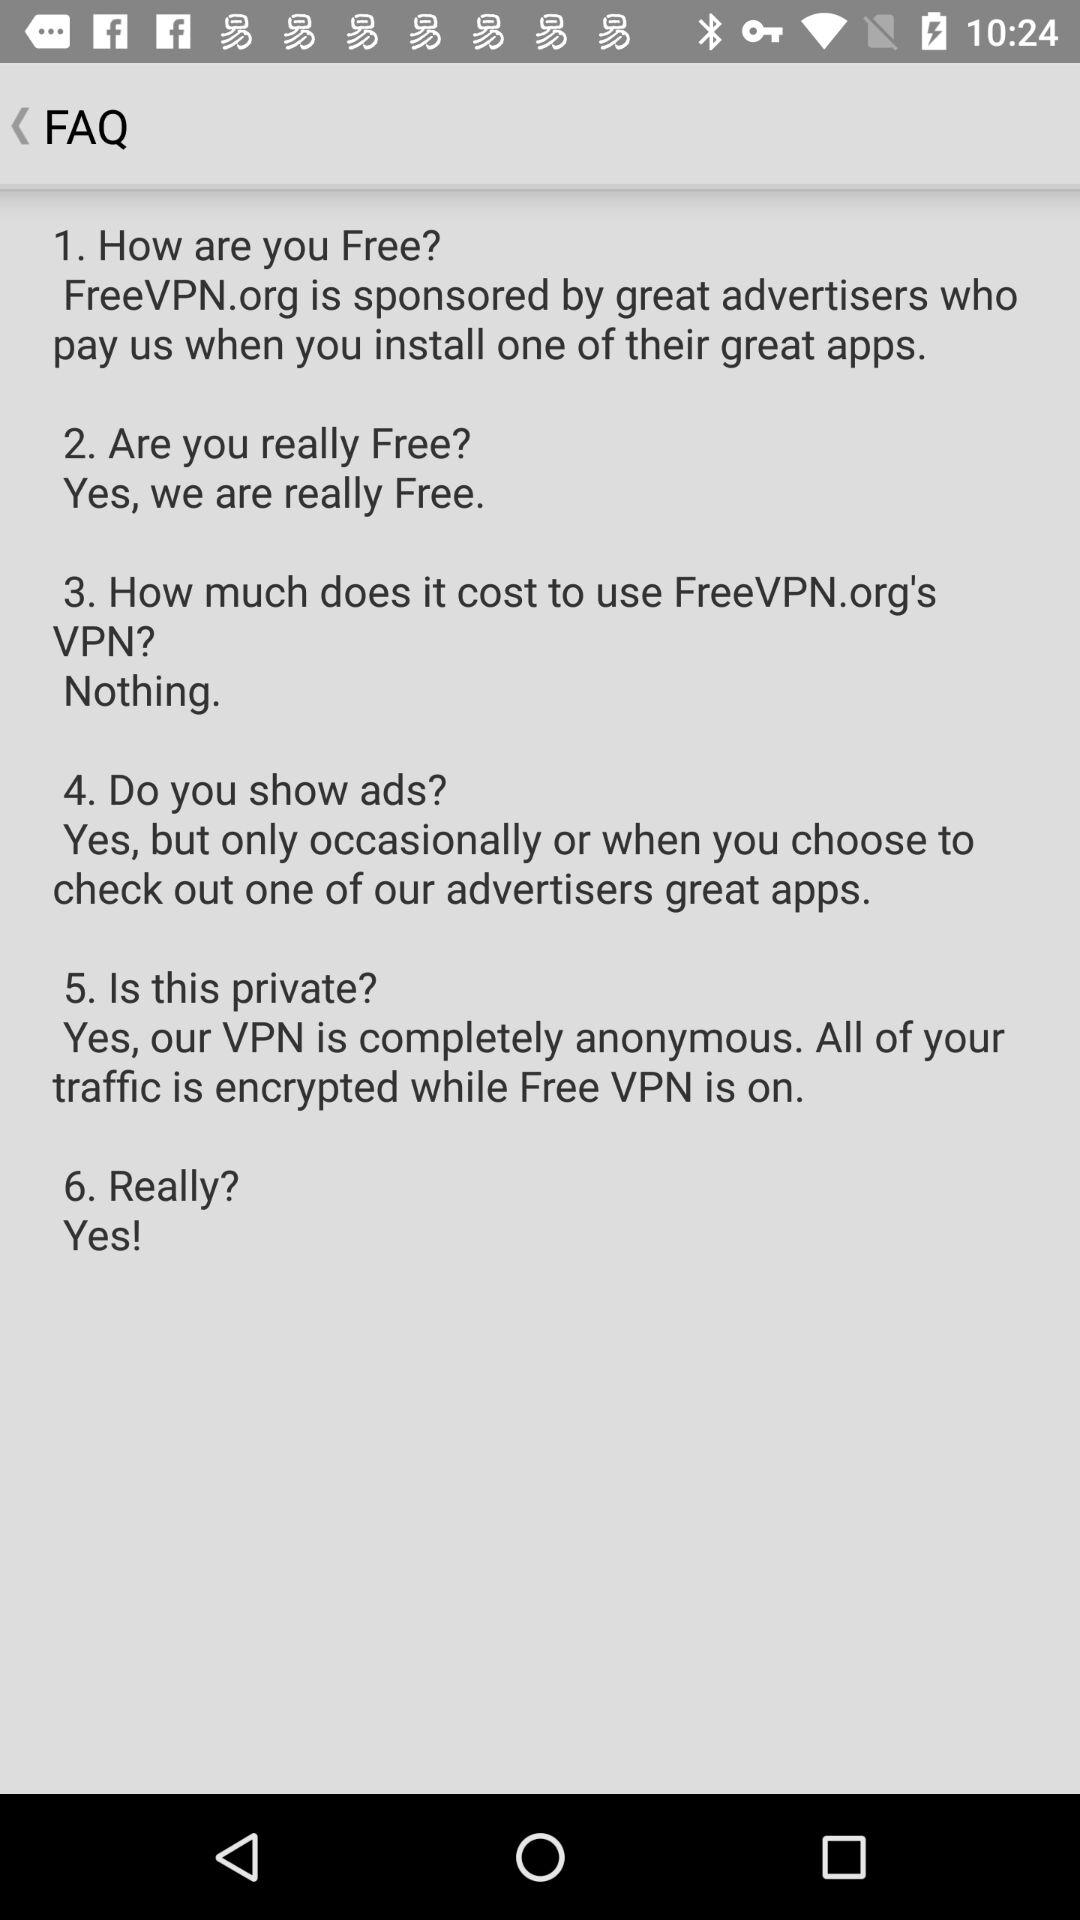 10:24
FAQ
1. How are you Free?
FreeVPN.org is sponsored by great advertisers who
pay us when you install one of their great apps.
2. Are you really Free?
Yes, we are really Free.
3. How much does it cost to use FreeVPN.org's
VPN?
Nothing.
4. Do you show ads?
Yes, but only occasionally or when you choose to
check out one of our advertisers great apps.
5. Is this private?
Yes, our VPN is completely anonymous. All of your
traffic is encrypted while Free VPN is on.
6. Really?
Yes!